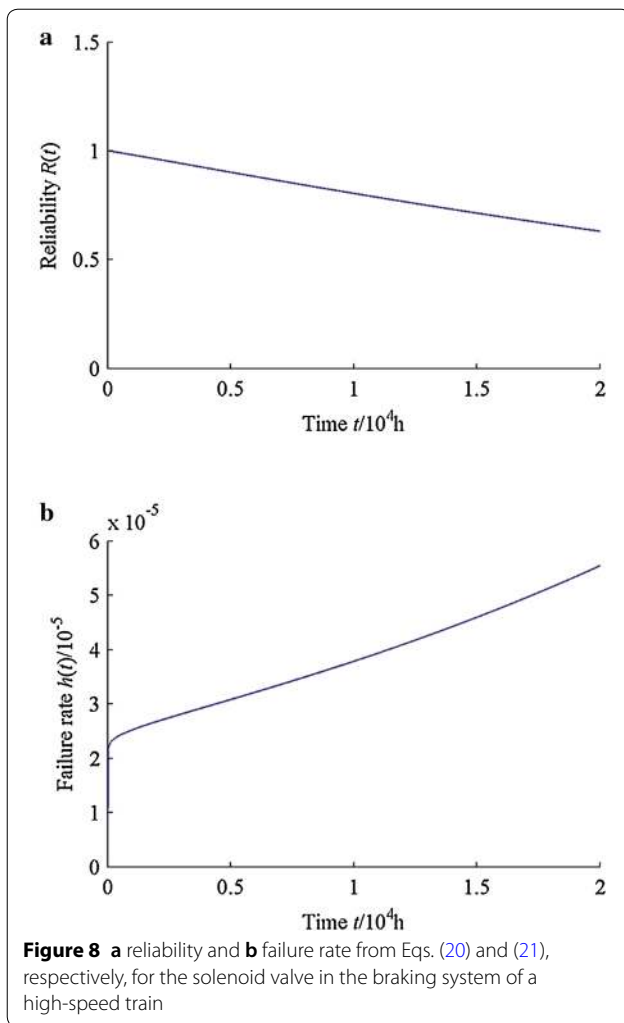 a
1.5
1
0.5
0
Reliability R(t)
0 0.5 1 1.5 2
Time t/10⁴h
b
x 10⁻⁵
6
5
4
3
2
1
0
Failure rate h(t)/10⁻⁵
0 0.5 1 1.5 2
Time t/10⁴h
Figure 8 a reliability and b failure rate from Eqs. (20) and (21),
respectively, for the solenoid valve in the braking system of a
high-speed train